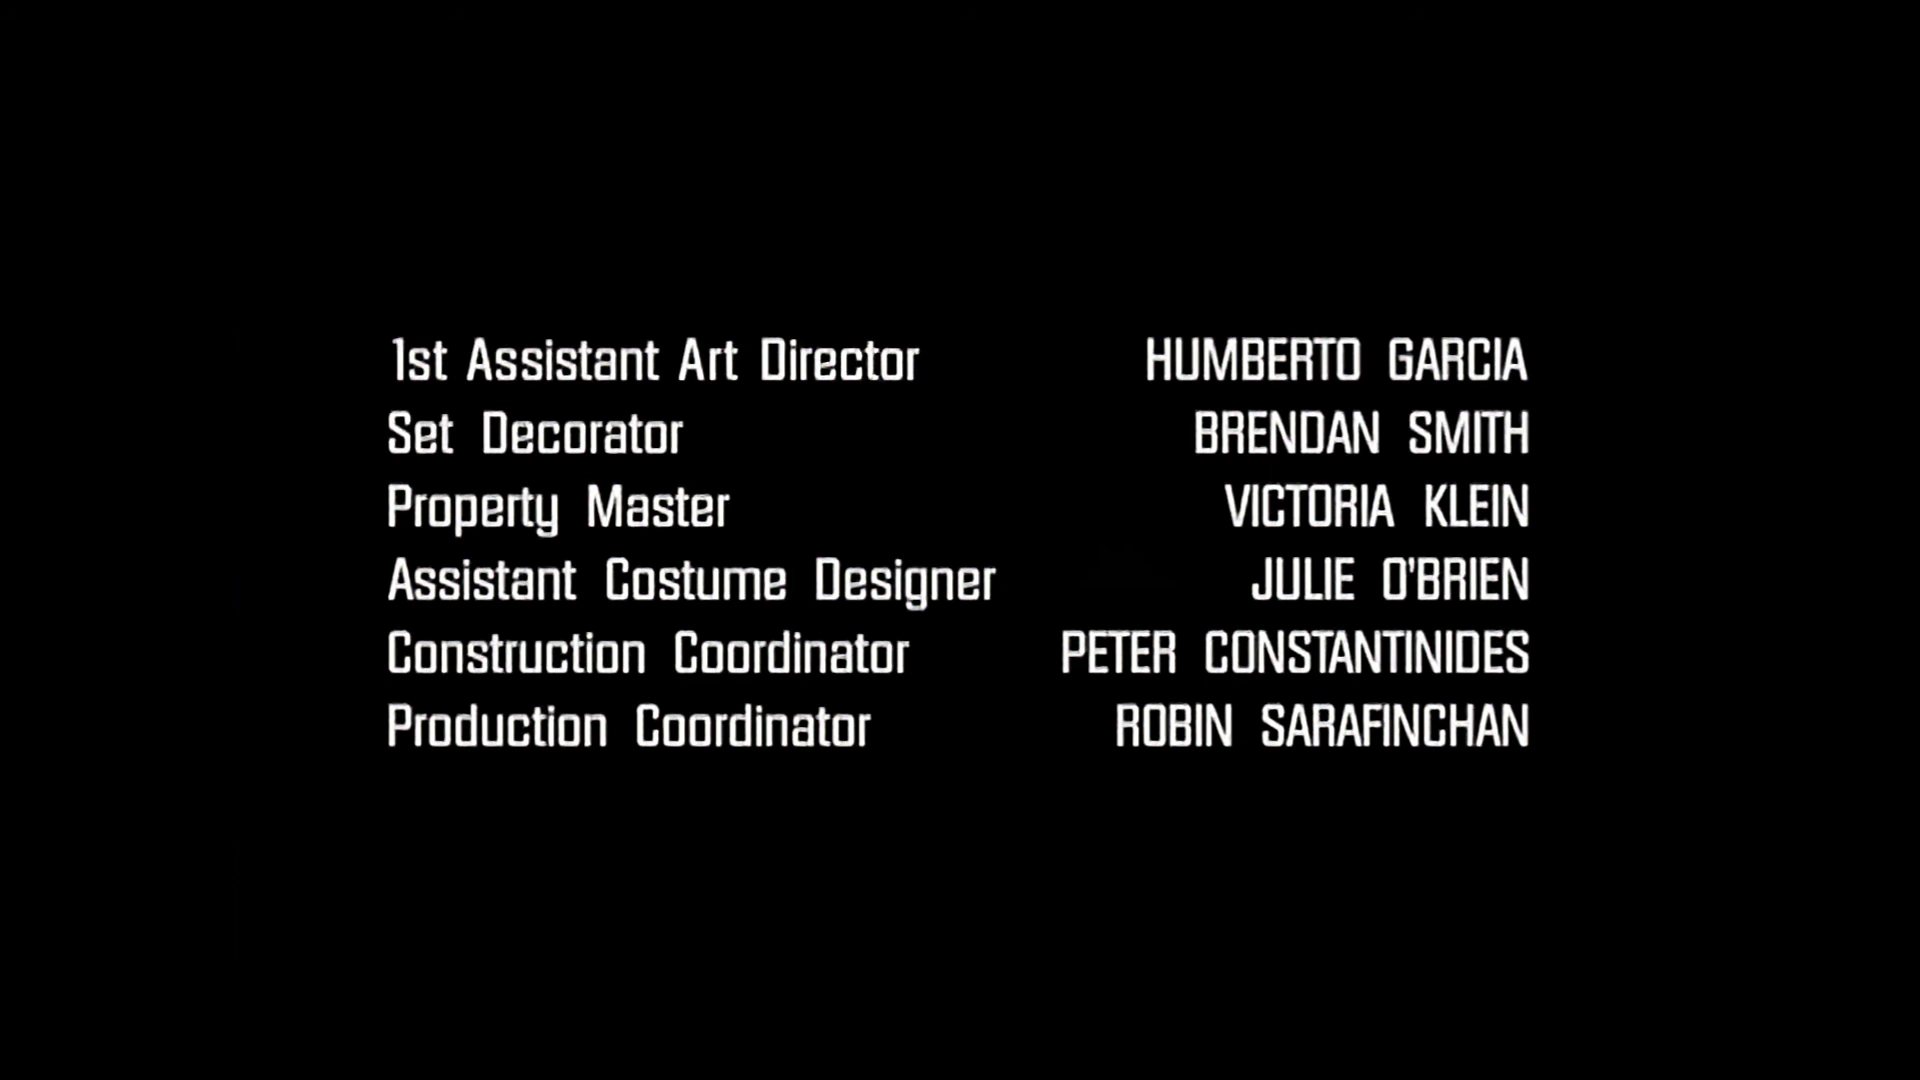 1st Assistant Art Director HUMBERTO GARCIA
Set Decorator BRENDAN SMITH
Property Master VICTORIA KLEIN
Assistant Costume Designer JULIE O'BRIEN
Construction Coordinator PETER CONSTANTINIDES
Production Coordinator ROBIN SARAFINCHAN